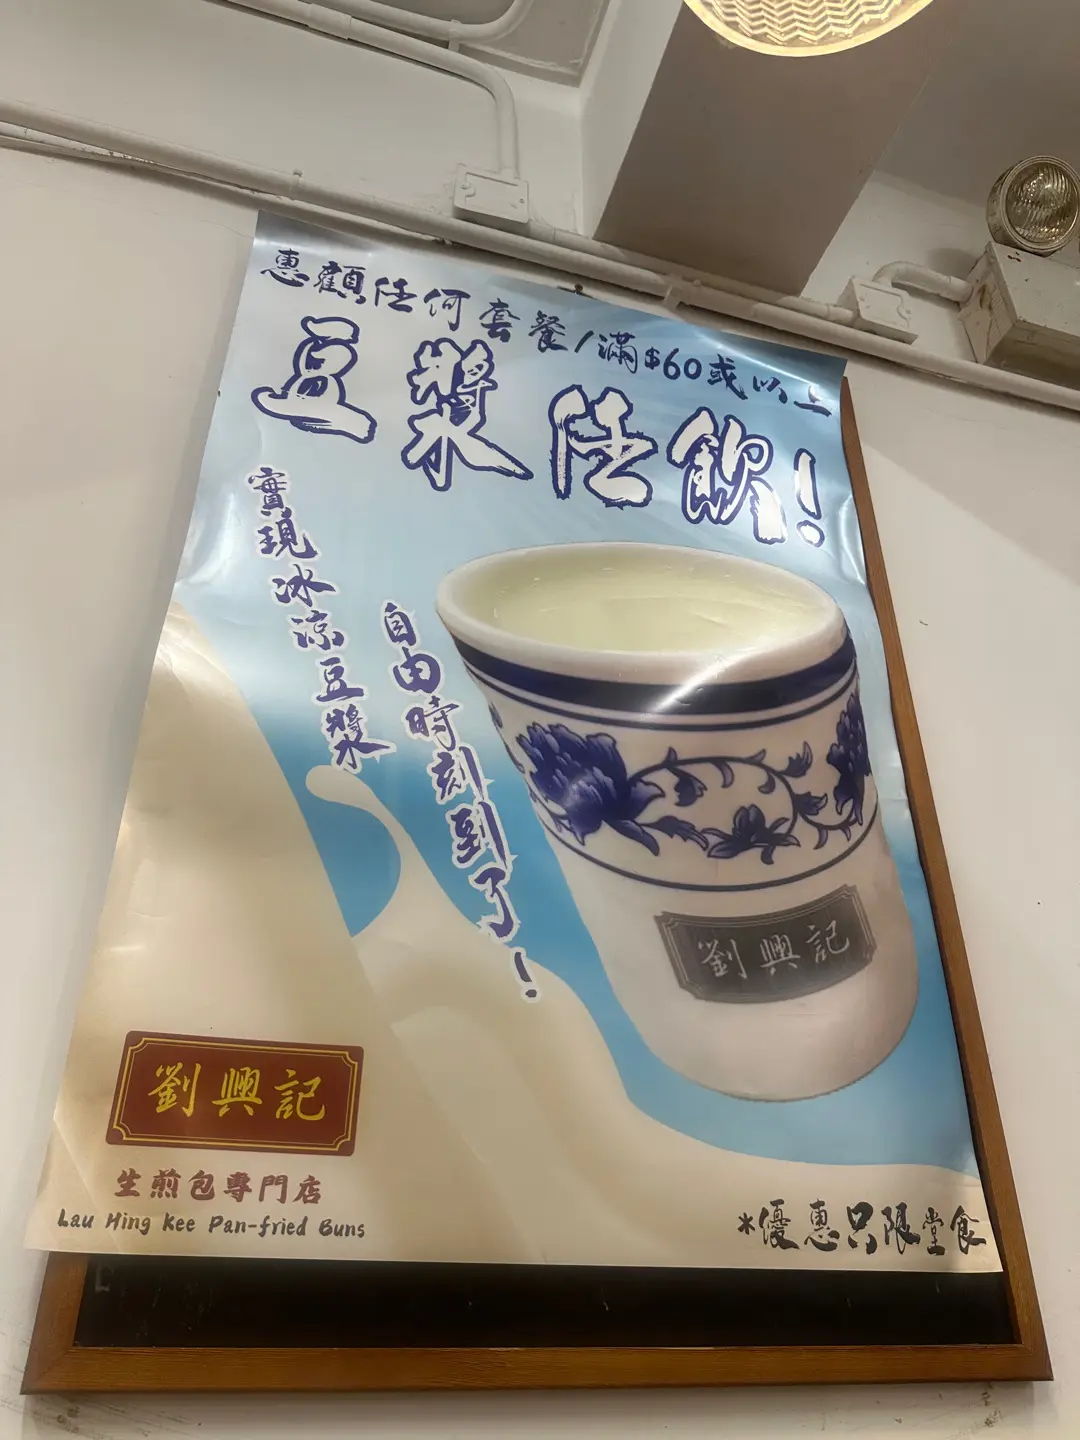 惠顧任何套餐/滿$60或以上
豆漿任飲!
實現冰涼豆漿
自由時刻到了!
劉興記
劉興記
生煎包專門店
Lau Hing Kee Pan-fried Buns
*優惠只限堂食